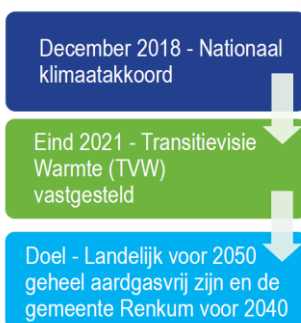 December 2018 - Nationaal
klimaatakkoord
Eind 2021 - Transitievisie
Warmte (TVW)
vastgesteld
Doel - Landelijk voor 2050
geheel aardgasvrij zijn en de
gemeente Renkum voor 2040